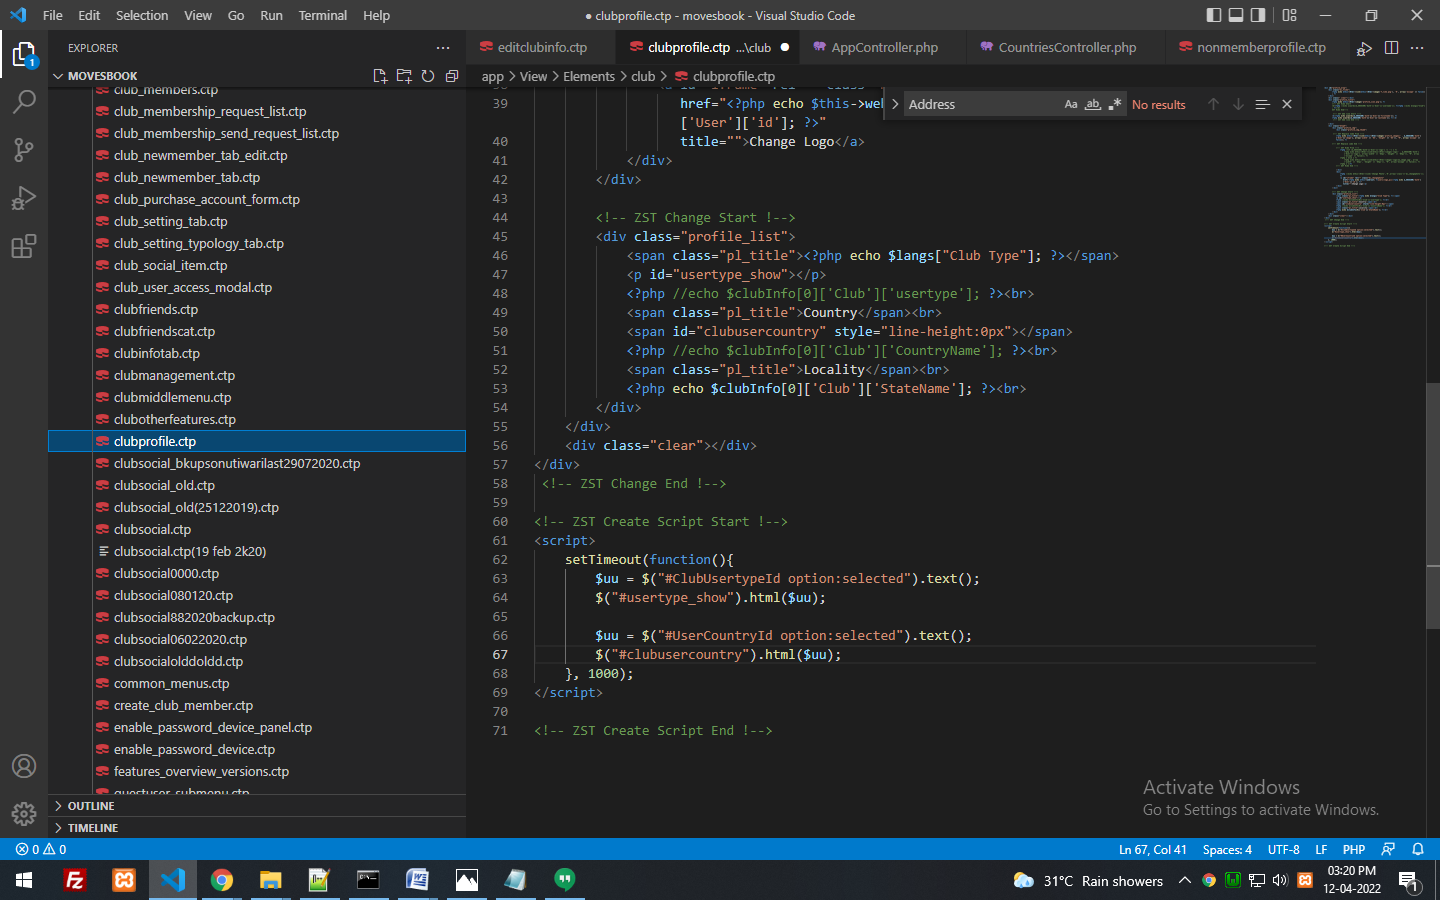 File Edit Selection View Go Run Terminal Help
● clubprofile.ctp - movesbook - Visual Studio Code
EXPLORER
MOVESBOOK
club_members.ctp
club_membership_request_list.ctp
club_membership_send_request_list.ctp
club_newmember_tab_edit.ctp
club_newmember_tab.ctp
club_purchase_account_form.ctp
club_setting_tab.ctp
club_setting_typology_tab.ctp
club_social_item.ctp
club_user_access_modal.ctp
clubfriends.ctp
clubfriendscat.ctp
clubinfotab.ctp
clubmanagement.ctp
clubmiddlemenu.ctp
clubotherfeatures.ctp
clubprofile.ctp
clubsocial_bkupsonutiwarilast29072020.ctp
clubsocial_old.ctp
clubsocial_old(25122019).ctp
clubsocial.ctp
clubsocial.ctp(19 feb 2k20)
clubsocial0000.ctp
clubsocial080120.ctp
clubsocial882020backup.ctp
clubsocial06022020.ctp
clubsocialolddoldd.ctp
common_menus.ctp
create_club_member.ctp
enable_password_device_panel.ctp
enable_password_device.ctp
features_overview_versions.ctp
guestuser_submenu.ctp
OUTLINE
TIMELINE
editclubinfo.ctp clubprofile.ctp ...\club ● AppController.php CountriesController.php nonmemberprofile.ctp
app > View > Elements > club > clubprofile.ctp
Address Aa ab No results
39 href="<?php echo $this->we
['User']['id']; ?>"
40 title="">Change Logo</a>
41 </div>
42 </div>
43
44 <!-- ZST Change Start !-->
45 <div class="profile_list">
46 <span class="pl_title"><?php echo $langs["Club Type"]; ?></span>
47 <p id="usertype_show"></p>
48 <?php //echo $clubInfo[0]['Club']['usertype']; ?><br>
49 <span class="pl_title">Country</span><br>
50 <span id="clubusercountry" style="line-height:0px"></span>
51 <?php //echo $clubInfo[0]['Club']['CountryName']; ?><br>
52 <span class="pl_title">Locality</span><br>
53 <?php echo $clubInfo[0]['Club']['StateName']; ?><br>
54 </div>
55 </div>
56 <div class="clear"></div>
57 </div>
58 <!-- ZST Change End !-->
59
60 <!-- ZST Create Script Start !-->
61 <script>
62 setTimeout(function(){
63 $uu = $("#ClubUsertypeId option:selected").text();
64 $("#usertype_show").html($uu);
65
66 $uu = $("#UserCountryId option:selected").text();
67 $("#clubusercountry").html($uu);
68 }, 1000);
69 </script>
70
71 <!-- ZST Create Script End !-->
Activate Windows
Go to Settings to activate Windows.
0 0 Ln 67, Col 41 Spaces: 4 UTF-8 LF PHP
31°C Rain showers
03:20 PM
12-04-2022
1